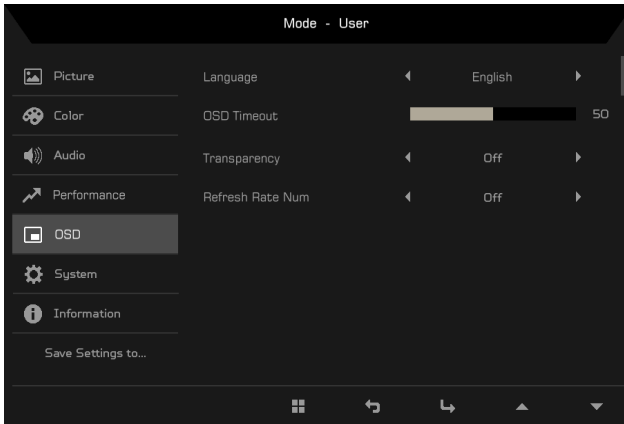 Mode - User
Picture
Color
Audio
Performance
OSD
System
Information
Save Settings to...
Language English
OSD Timeout 50
Transparency Off
Refresh Rate Num Off